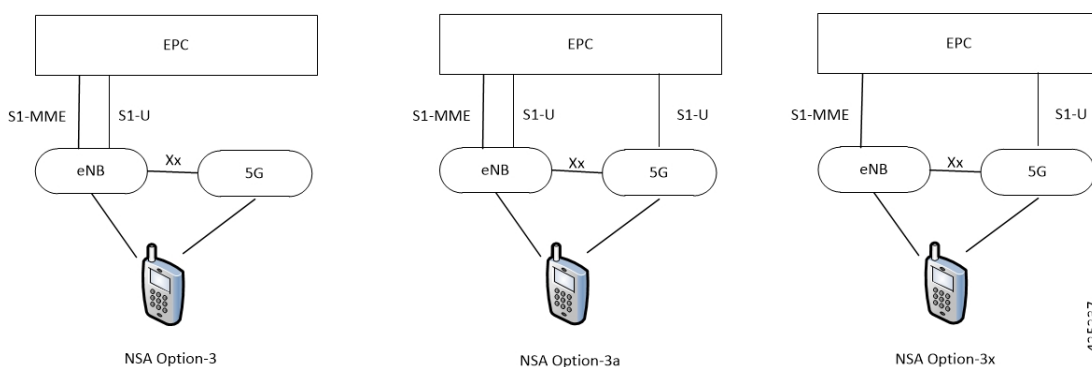 EPC
S1-MME
S1-U
eNB
Xx
5G
NSA Option-3
EPC
S1-MME
S1-U
S1-U
eNB
Xx
5G
NSA Option-3a
EPC
S1-MME
S1-U
eNB
Xx
5G
NSA Option-3x